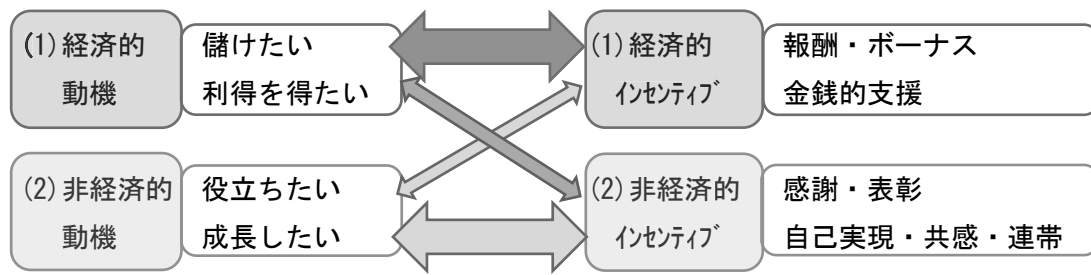 (1)経済的
動機
儲けたい
利得を得たい
(1)経済的
ｲﾝｾﾝﾃｨﾌﾞ
報酬・ボーナス
金銭的支援
(2)非経済的
動機
役立ちたい
成長したい
(2)非経済的
ｲﾝｾﾝﾃｨﾌﾞ
感謝・表彰
自己実現・共感・連帯